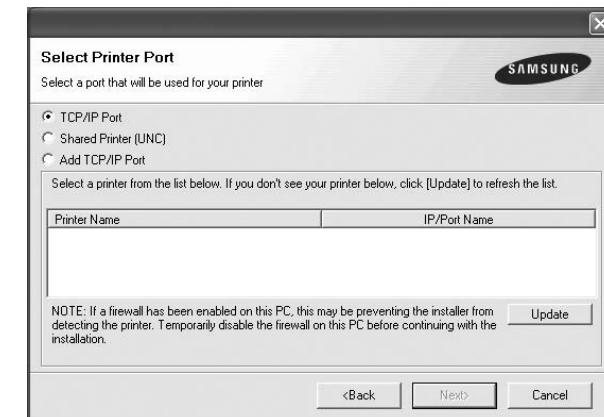 Select Printer Port
Select a port that will be used for your printer
SAMSUNG
TCP/IP Port
Shared Printer (UNC)
Add TCP/IP Port
Select a printer from the list below. If you don't see your printer below, click [Update] to refresh the list.
Printer Name IP/Port Name
NOTE: If a firewall has been enabled on this PC, this may be preventing the installer from
detecting the printer. Temporarily disable the firewall on this PC before continuing with the
installation.
Update
<Back Next> Cancel